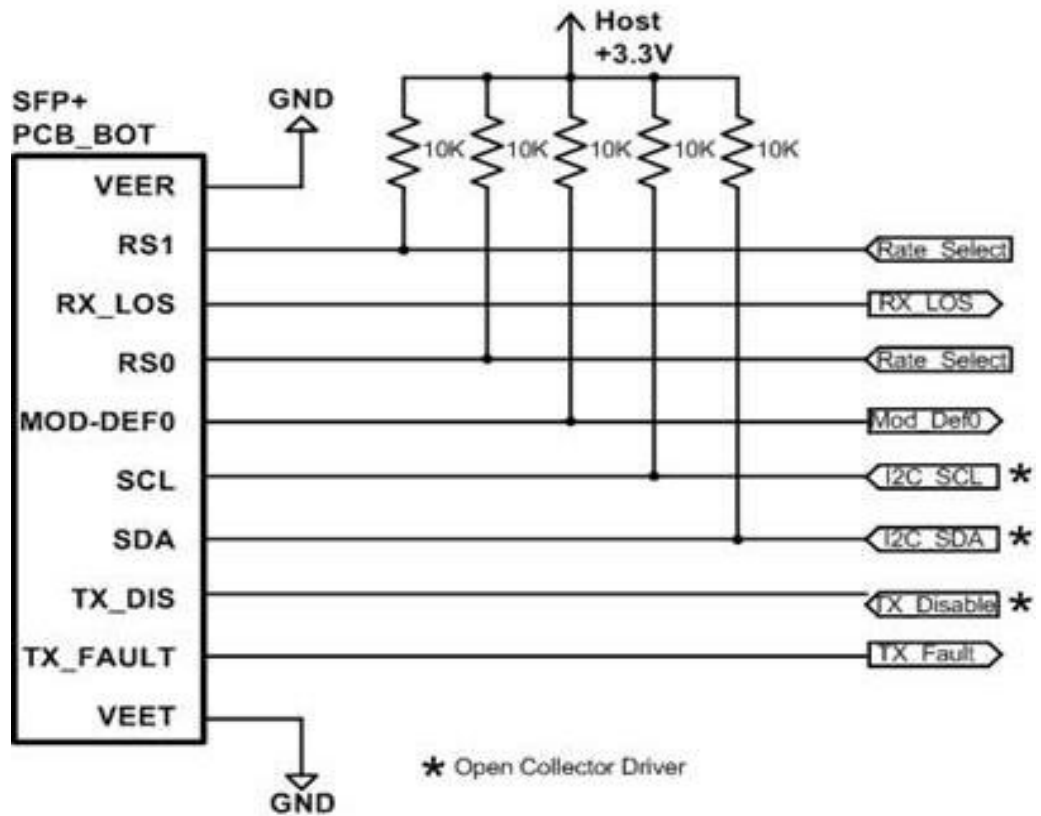 Host
+3.3V
SFP+
PCB_BOT
GND
10K 10K 10K 10K 10K
VEER
RS1
Rate_Select
RX_LOS
RX_LOS
RS0
Rate_Select
MOD-DEF0
Mod_Def0
SCL
I2C_SCL *
SDA
I2C_SDA *
TX_DIS
TX_Disable *
TX_FAULT
TX_Fault
VEET
* Open Collector Driver
GND